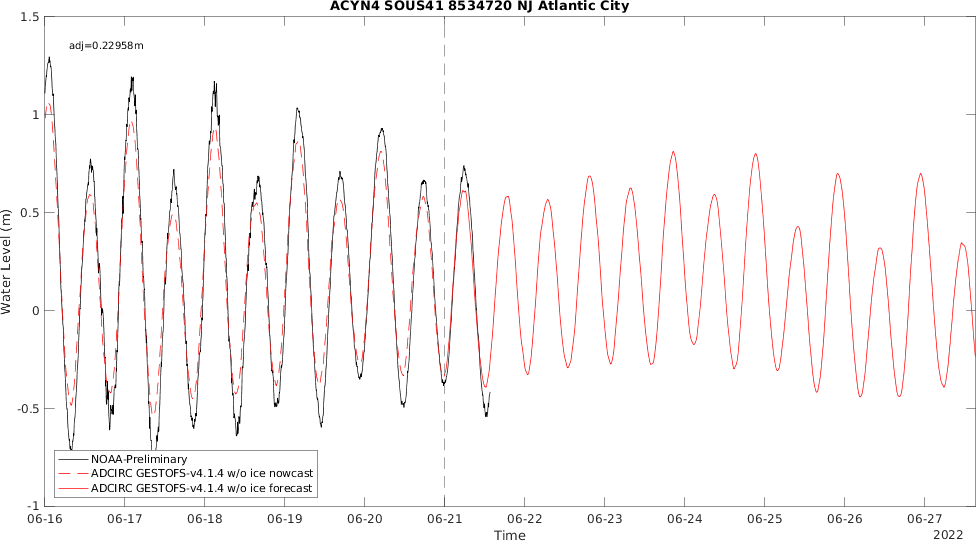 ACYN4 SOUS41 8534720 NJ Atlantic City
adj=0.22958m
Water Level (m)
1.5
1
0.5
0
-0.5
-1
NOAA-Preliminary
ADCIRC GESTOFS-v4.1.4 w/o ice nowcast
ADCIRC GESTOFS-v4.1.4 w/o ice forecast
06-16 06-17 06-18 06-19 06-20 06-21 06-22 06-23 06-24 06-25 06-26 06-27
Time
2022